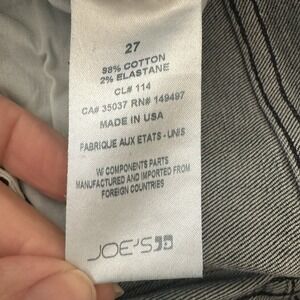 27
98% COTTON
2% ELASTANE
CL# 114
CA# 35037 RN# 149497
MADE IN USA
FABRIQUE AUX ETATS - UNIS
W/ COMPONENTS PARTS
MANUFACTURED AND IMPORTED FROM
FOREIGN COUNTRIES
JOE'S